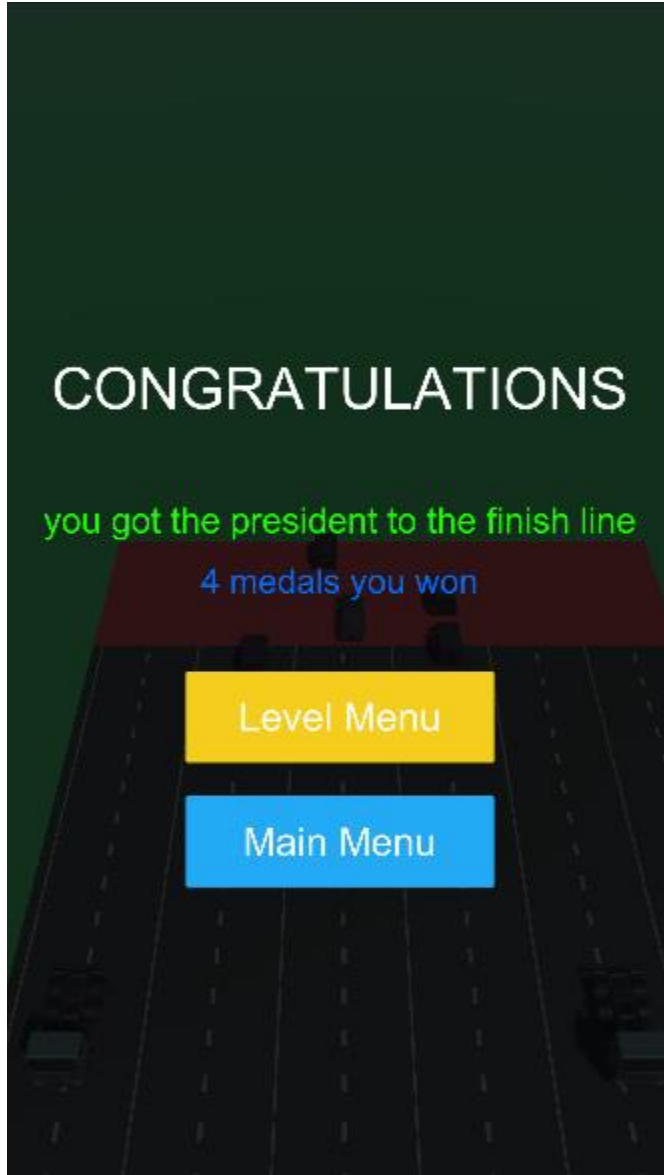 CONGRATULATIONS
you got the president to the finish line
4 medals you won
Level Menu
Main Menu